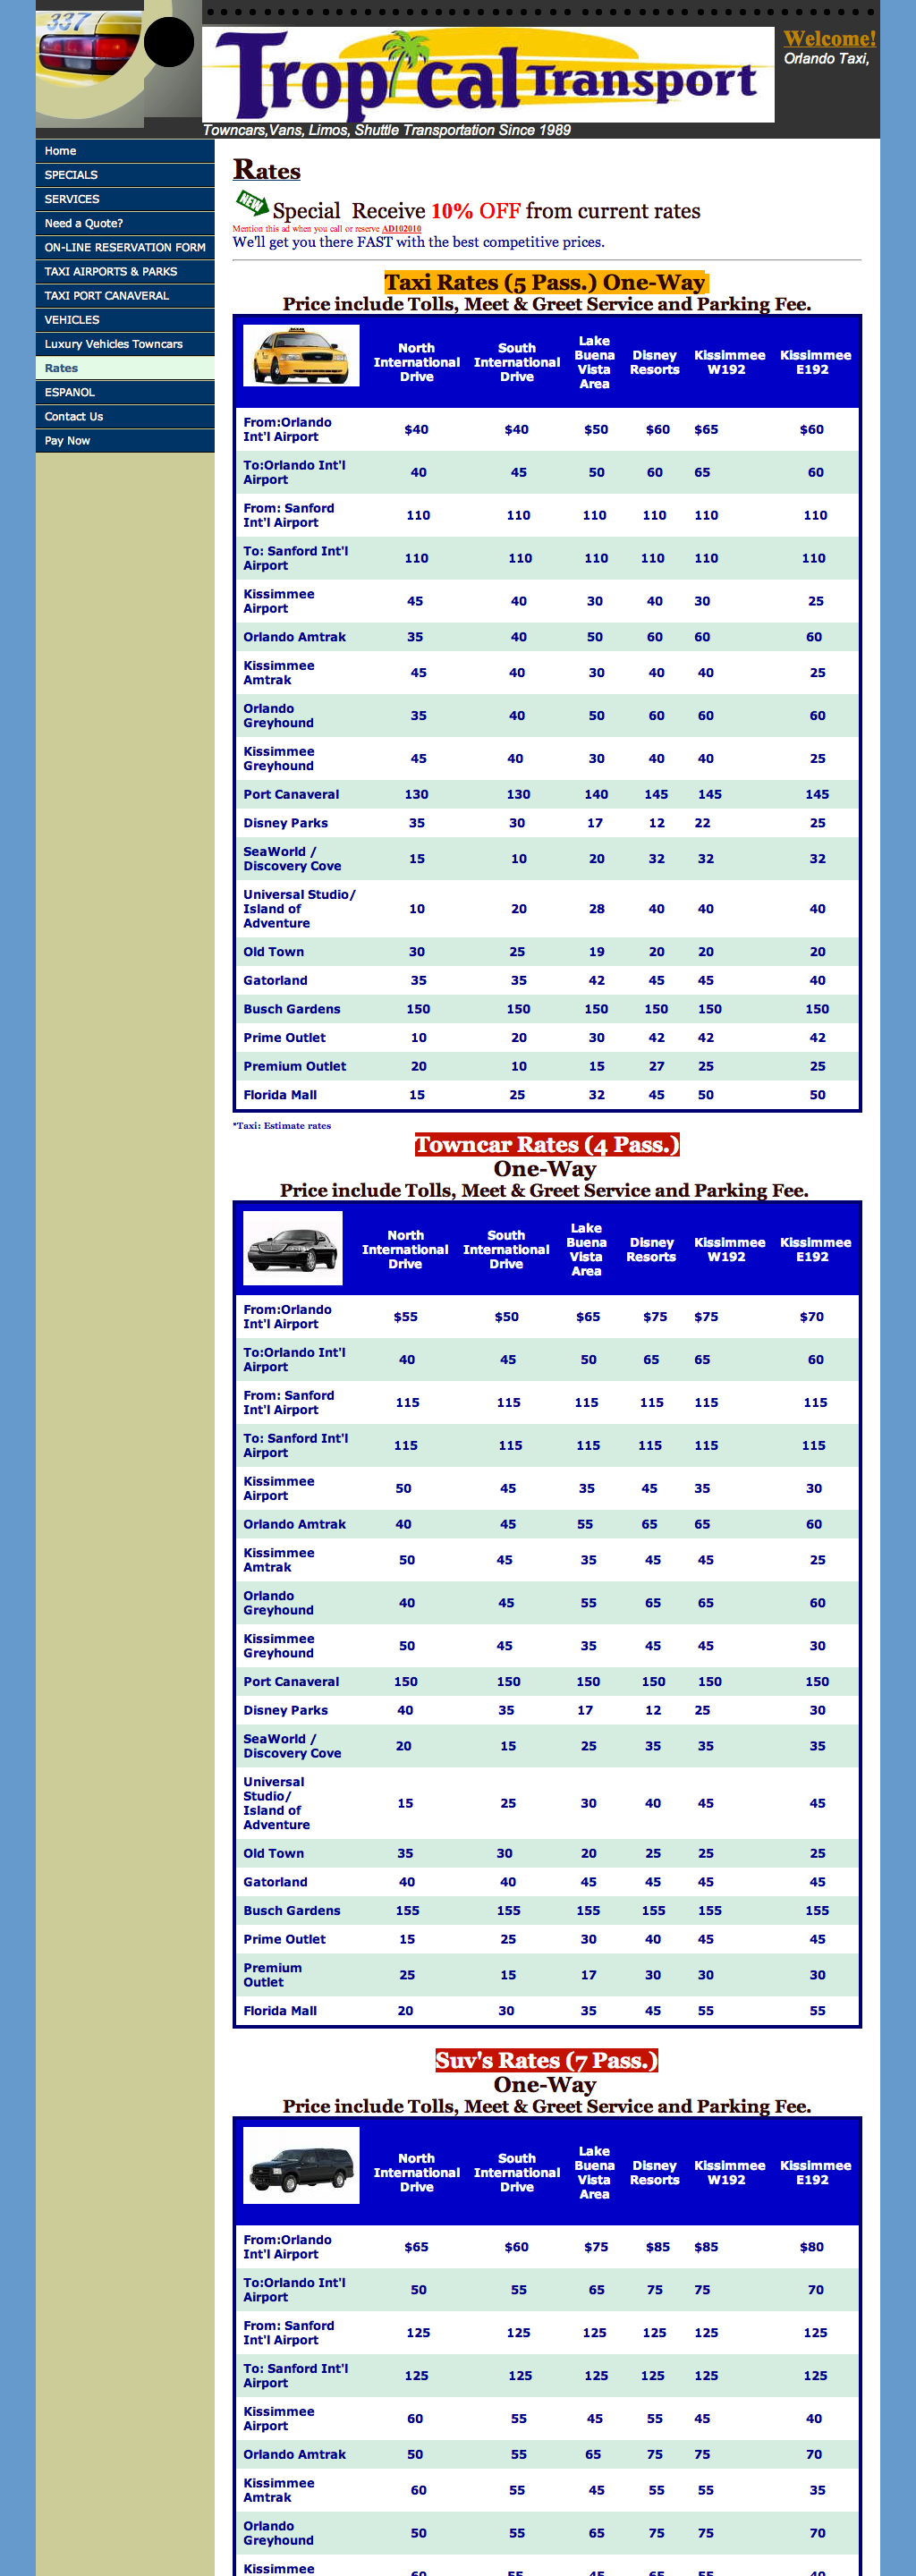 337
Tropical Transport
Welcome!
Orlando Taxi,
Towncars,Vans, Limos, Shuttle Transportation Since 1989
Home
SPECIALS
SERVICES
Need a Quote?
ON-LINE RESERVATION FORM
TAXI AIRPORTS & PARKS
TAXI PORT CANAVERAL
VEHICLES
Luxury Vehicles Towncars
Rates
ESPANOL
Contact Us
Pay Now
Rates
NEW Special Receive 10% OFF from current rates
Mention this ad when you call or reserve AD102010
We'll get you there FAST with the best competitive prices.
Taxi Rates (5 Pass.) One-Way
Price include Tolls, Meet & Greet Service and Parking Fee.
North International Drive South International Drive Lake Buena Vista Area Disney Resorts Kissimmee W192 Kissimmee E192
From:Orlando Int'l Airport $40 $40 $50 $60 $65 $60
To:Orlando Int'l Airport 40 45 50 60 65 60
From: Sanford Int'l Airport 110 110 110 110 110 110
To: Sanford Int'l Airport 110 110 110 110 110 110
Kissimmee Airport 45 40 30 40 30 25
Orlando Amtrak 35 40 50 60 60 60
Kissimmee Amtrak 45 40 30 40 40 25
Orlando Greyhound 35 40 50 60 60 60
Kissimmee Greyhound 45 40 30 40 40 25
Port Canaveral 130 130 140 145 145 145
Disney Parks 35 30 17 12 22 25
SeaWorld / Discovery Cove 15 10 20 32 32 32
Universal Studio/ Island of Adventure 10 20 28 40 40 40
Old Town 30 25 19 20 20 20
Gatorland 35 35 42 45 45 40
Busch Gardens 150 150 150 150 150 150
Prime Outlet 10 20 30 42 42 42
Premium Outlet 20 10 15 27 25 25
Florida Mall 15 25 32 45 50 50
*Taxi: Estimate rates
Towncar Rates (4 Pass.)
One-Way
Price include Tolls, Meet & Greet Service and Parking Fee.
North International Drive South International Drive Lake Buena Vista Area Disney Resorts Kissimmee W192 Kissimmee E192
From:Orlando Int'l Airport $55 $50 $65 $75 $75 $70
To:Orlando Int'l Airport 40 45 50 65 65 60
From: Sanford Int'l Airport 115 115 115 115 115 115
To: Sanford Int'l Airport 115 115 115 115 115 115
Kissimmee Airport 50 45 35 45 35 30
Orlando Amtrak 40 45 55 65 65 60
Kissimmee Amtrak 50 45 35 45 45 25
Orlando Greyhound 40 45 55 65 65 60
Kissimmee Greyhound 50 45 35 45 45 30
Port Canaveral 150 150 150 150 150 150
Disney Parks 40 35 17 12 25 30
SeaWorld / Discovery Cove 20 15 25 35 35 35
Universal Studio/ Island of Adventure 15 25 30 40 45 45
Old Town 35 30 20 25 25 25
Gatorland 40 40 45 45 45 45
Busch Gardens 155 155 155 155 155 155
Prime Outlet 15 25 30 40 45 45
Premium Outlet 25 15 17 30 30 30
Florida Mall 20 30 35 45 55 55
Suv's Rates (7 Pass.)
One-Way
Price include Tolls, Meet & Greet Service and Parking Fee.
North International Drive South International Drive Lake Buena Vista Area Disney Resorts Kissimmee W192 Kissimmee E192
From:Orlando Int'l Airport $65 $60 $75 $85 $85 $80
To:Orlando Int'l Airport 50 55 65 75 75 70
From: Sanford Int'l Airport 125 125 125 125 125 125
To: Sanford Int'l Airport 125 125 125 125 125 125
Kissimmee Airport 60 55 45 55 45 40
Orlando Amtrak 50 55 65 75 75 70
Kissimmee Amtrak 60 55 45 55 55 35
Orlando Greyhound 50 55 65 75 75 70
Kissimmee 60 55 45 65 55 40